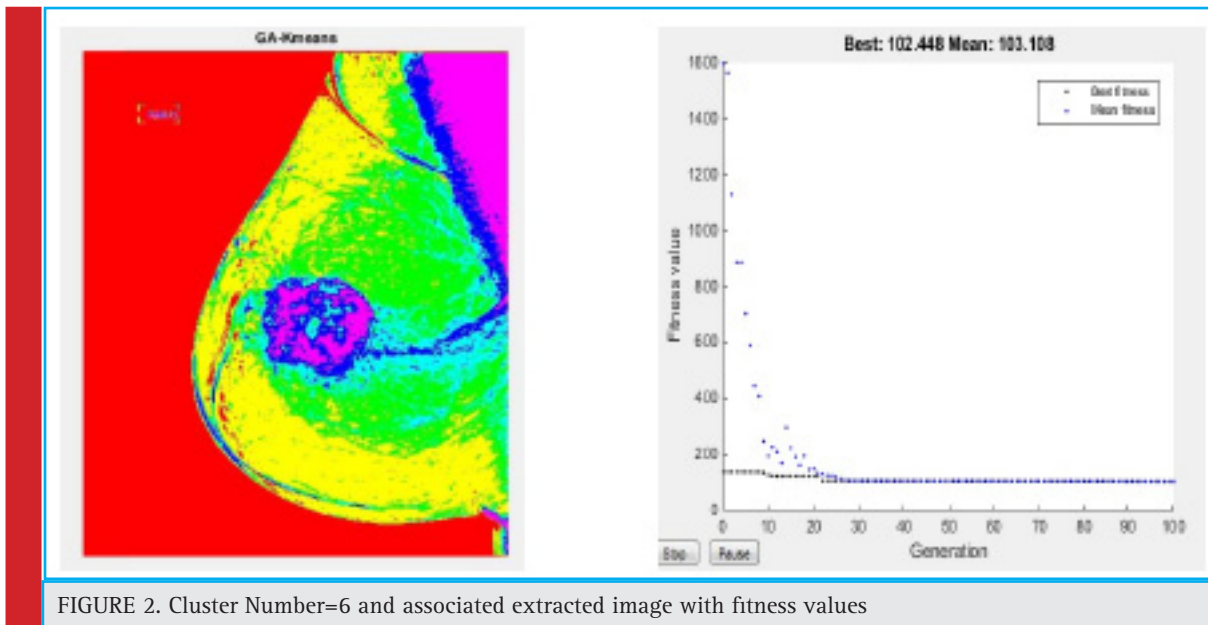 GA-Kmeans
Best: 102.448 Mean: 103.108
1600
1400
1200
1000
800
600
400
200
0
Fitness value
Best fitness
Mean fitness
0 10 20 30 40 50 60 70 80 90 100
Generation
Stop Pause
FIGURE 2. Cluster Number=6 and associated extracted image with fitness values